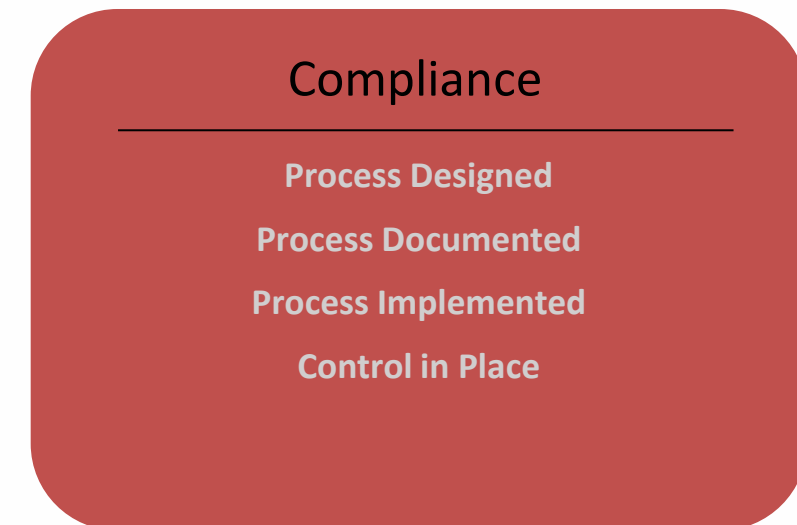 Compliance
Process Designed
Process Documented
Process Implemented
Control in Place